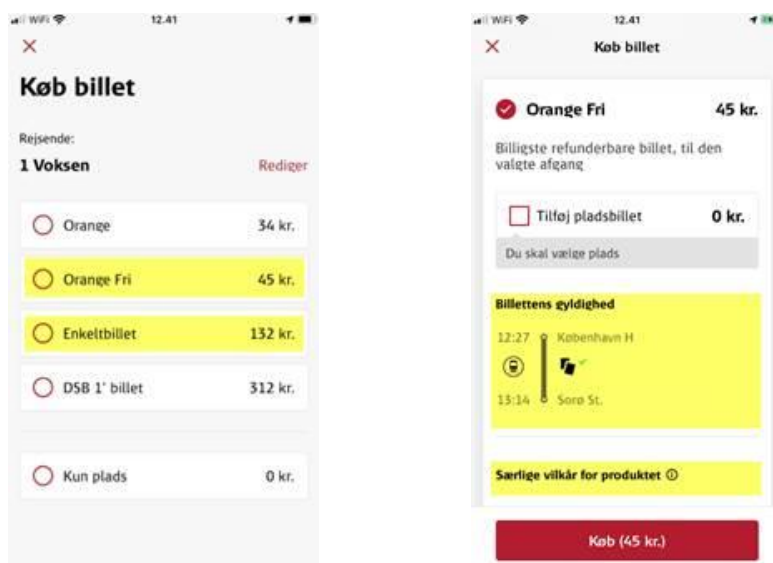 WiFi 12.41
Køb billet
Rejsende:
1 Voksen Rediger
Orange 34 kr.
Orange Fri 45 kr.
Enkeltbillet 132 kr.
DSB 1' billet 312 kr.
Kun plads 0 kr.
WiFi 12.41
Køb billet
Orange Fri 45 kr.
Billigste refunderbare billet, til den
valgte afgang
Tilføj pladsbillet 0 kr.
Du skal vælge plads
Billettens gyldighed
12:27 København H
13:14 Sorø St.
Særlige vilkår for produktet
Køb (45 kr.)